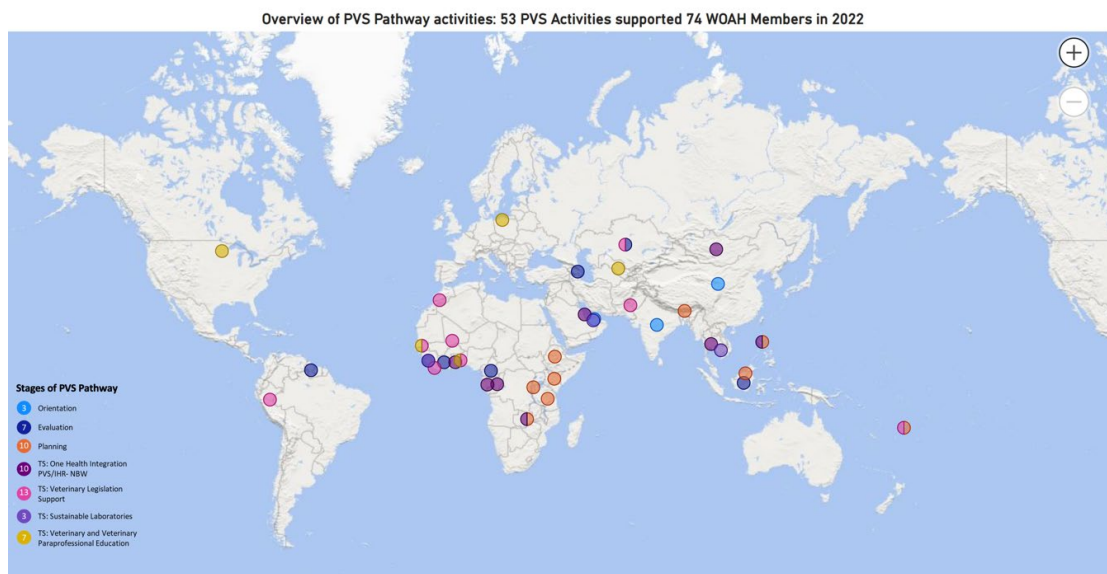 Overview of PVS Pathway activities: 53 PVS Activities supported 74 WOAH Members in 2022
Stages of PVS Pathway
3 Orientation
7 Evaluation
10 Planning
10 TS: One Health Integration
PVS/IHR- NBW
13 TS: Veterinary Legislation
Support
3 TS: Sustainable Laboratories
7 TS: Veterinary and Veterinary
Paraprofessional Education